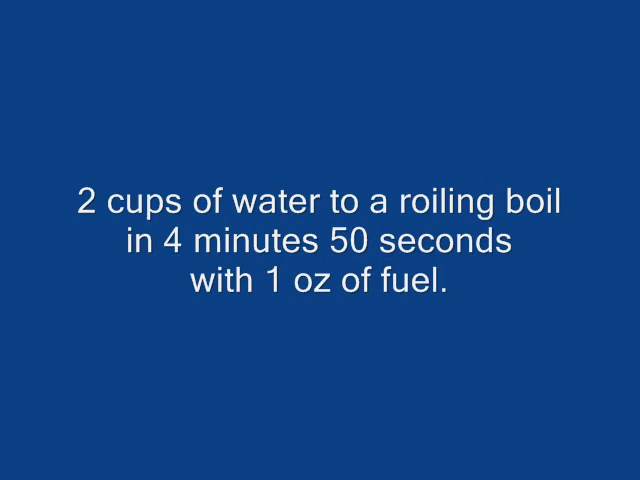 2 cups of water to a roiling boil
in 4 minutes 50 seconds
with 1 oz of fuel.